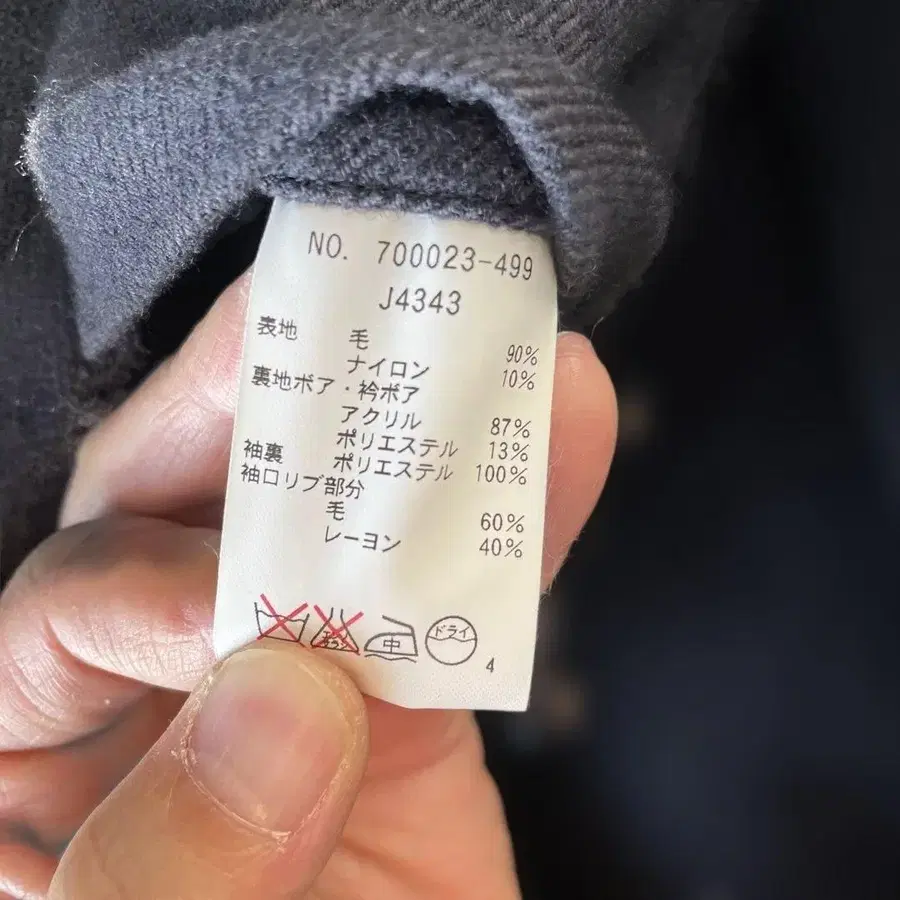 NO. 700023-499
J4343
表地 毛 90%
ナイロン 10%
裏地ボア・衿ボア
アクリル 87%
ポリエステル 13%
袖裏 ポリエステル 100%
袖口リブ部分
毛 60%
レーヨン 40%
中 ドライ
4